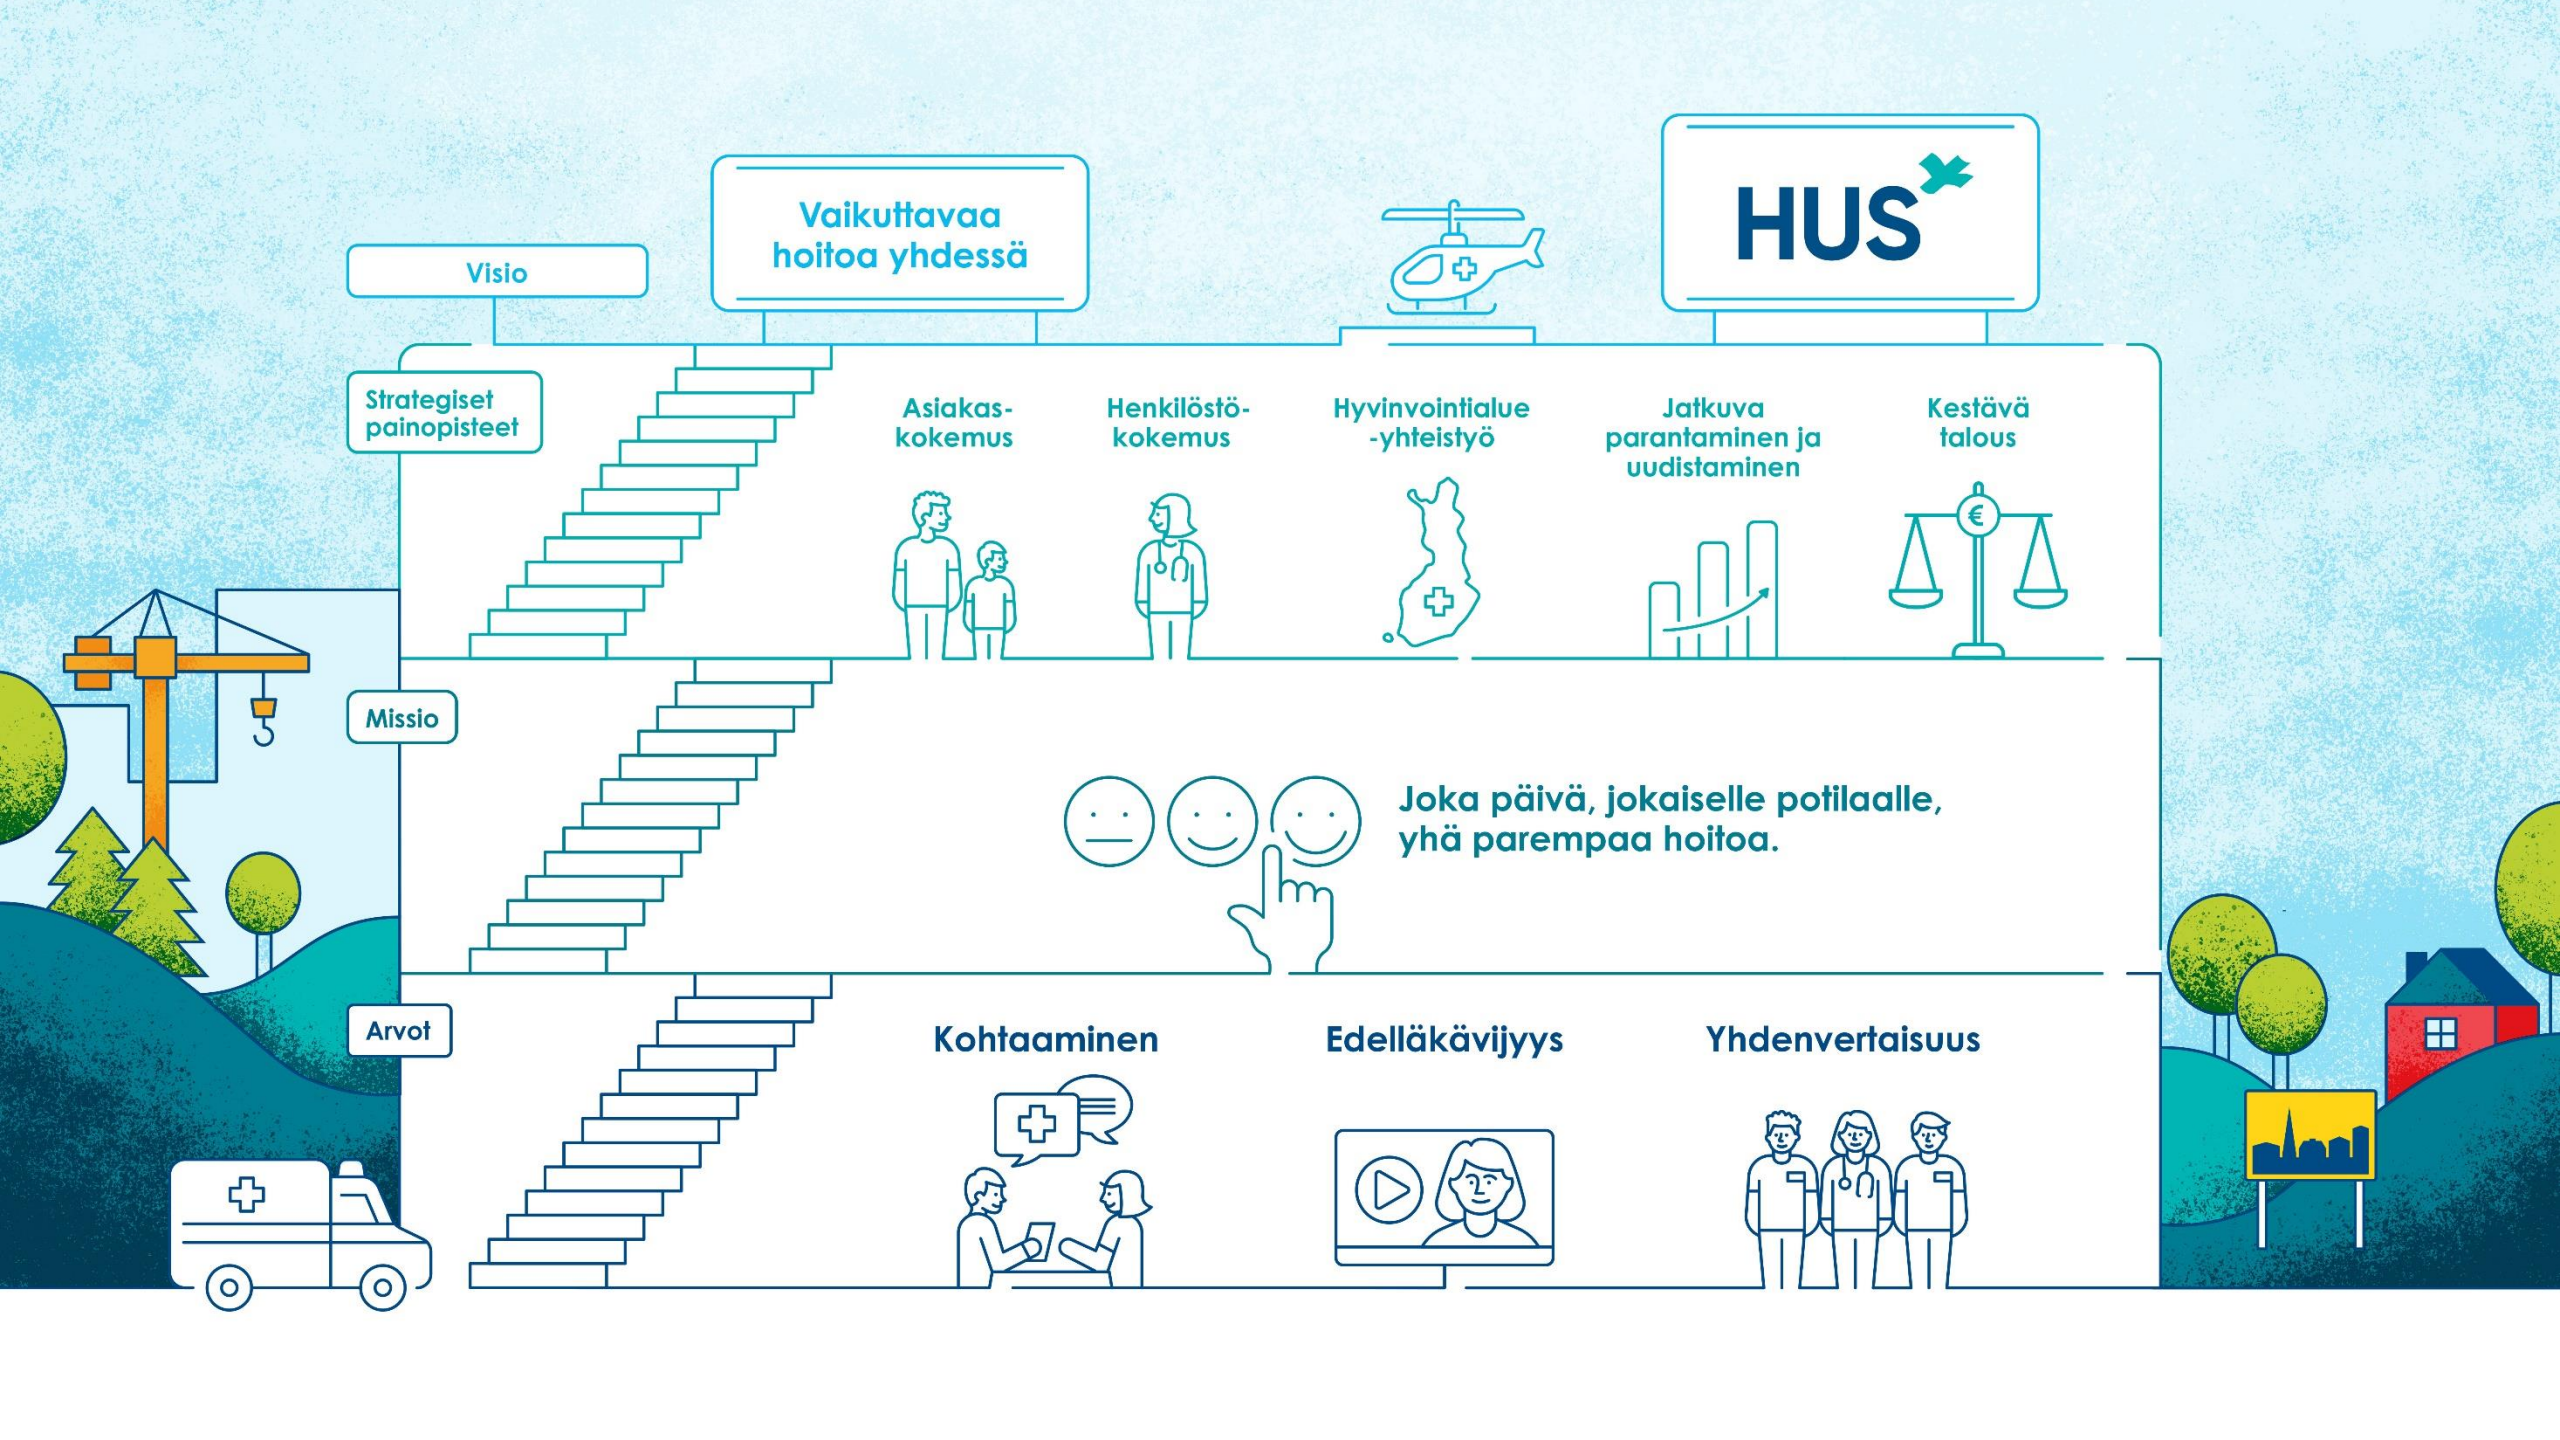 Visio
Vaikuttavaa
hoitoa yhdessä
HUS
Strategiset
painopisteet
Asiakas-
kokemus
Henkilöstö-
kokemus
Hyvinvointialue
-yhteistyö
Jatkuva
parantaminen ja
uudistaminen
Kestävä
talous
€
Missio
Joka päivä, jokaiselle potilaalle,
yhä parempaa hoitoa.
Arvot
Kohtaaminen
Edelläkävijyys
Yhdenvertaisuus